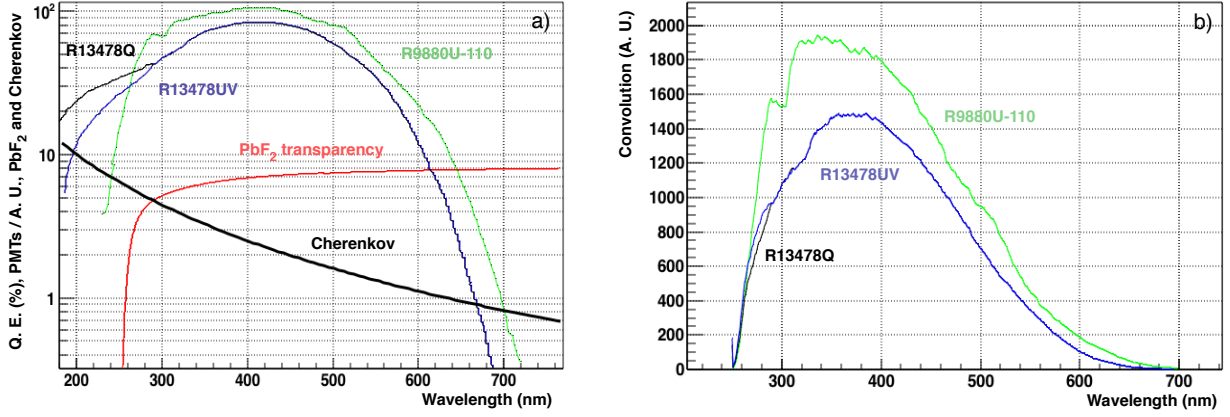 a)
10²
10
1
Q. E. (%), PMTs / A. U., PbF₂ and Cherenkov
R13478Q
R13478UV
R9880U-110
PbF₂ transparency
Cherenkov
200 300 400 500 600 700
Wavelength (nm)
b)
2000
1800
1600
1400
1200
1000
800
600
400
200
0
Convolution (A. U.)
R9880U-110
R13478UV
R13478Q
300 400 500 600 700
Wavelength (nm)